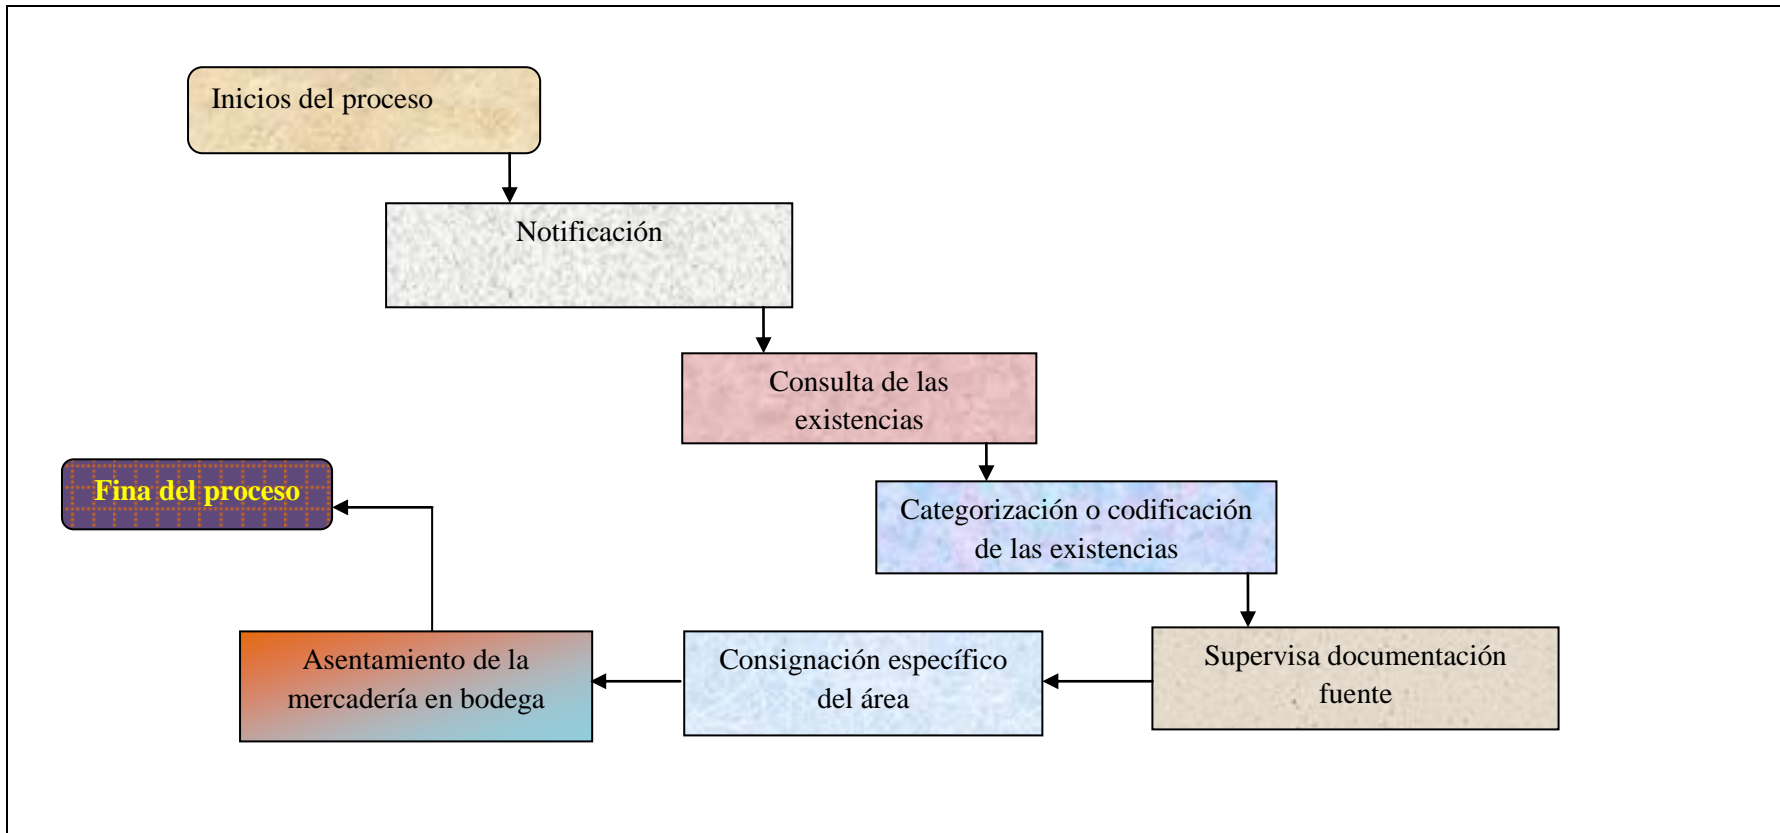 Inicios del proceso
Notificación
Consulta de las
existencias
Categorización o codificación
de las existencias
Supervisa documentación
fuente
Consignación específico
del área
Asentamiento de la
mercadería en bodega
Fina del proceso